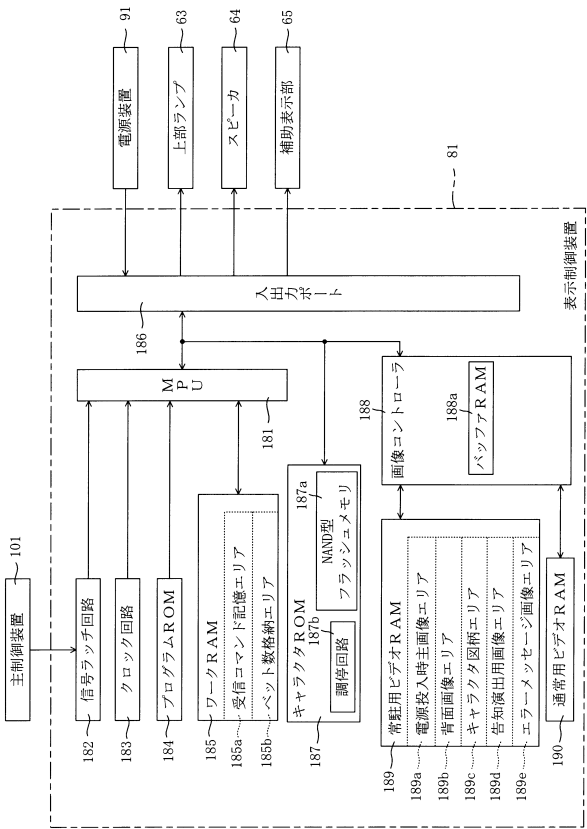 主制御装置
101
信号ラッチ回路
182
クロック回路
183
プログラムROM
184
ワークRAM
185
受信コマンド記憶エリア
185a
ベット数格納エリア
185b
MPU
181
キャラクタROM
187
NAND型
フラッシュメモリ
187a
調停回路
187b
常駐用ビデオRAM
189
電源投入時主画像エリア
189a
背面画像エリア
189b
キャラクタ図柄エリア
189c
告知演出用画像エリア
189d
エラーメッセージ画像エリア
189e
通常用ビデオRAM
190
画像コントローラ
188
バッファRAM
188a
入出力ポート
186
電源装置
91
上部ランプ
63
スピーカ
64
補助表示部
65
81
表示制御装置